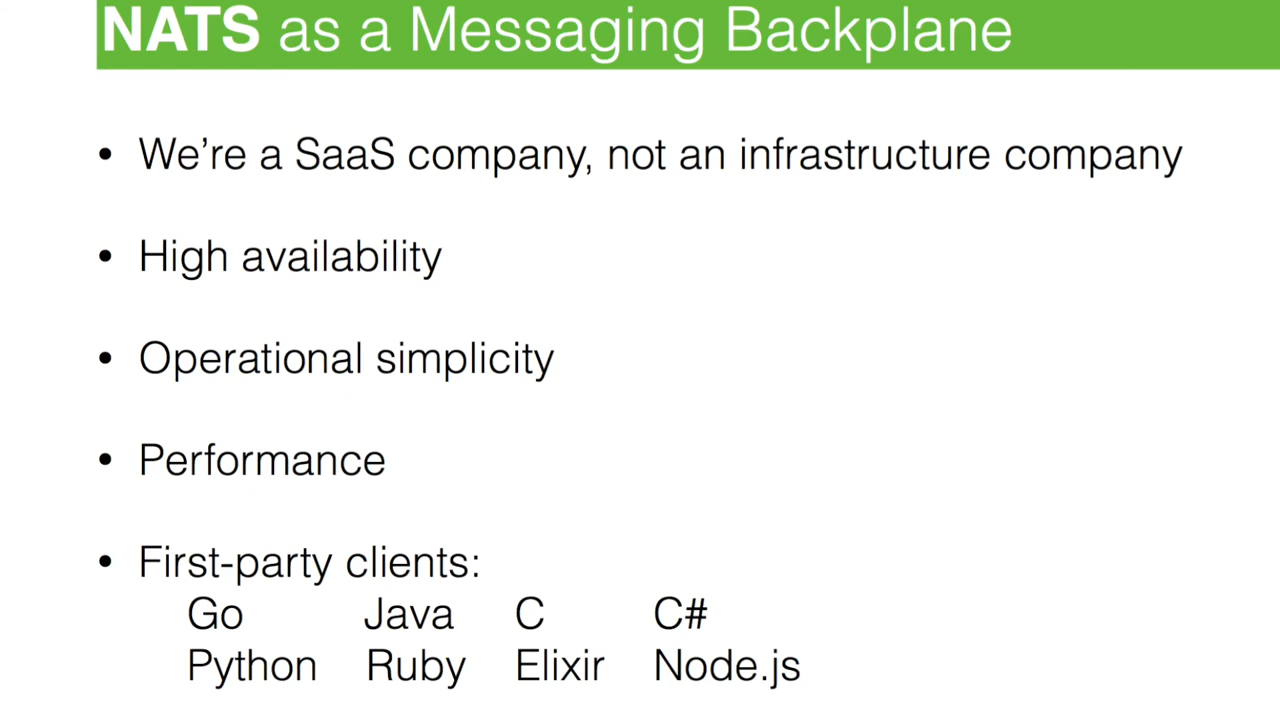 NATS as a Messaging Backplane
• We're a SaaS company, not an infrastructure company
• High availability
• Operational simplicity
• Performance
• First-party clients:
Go Java C C#
Python Ruby Elixir Node.js